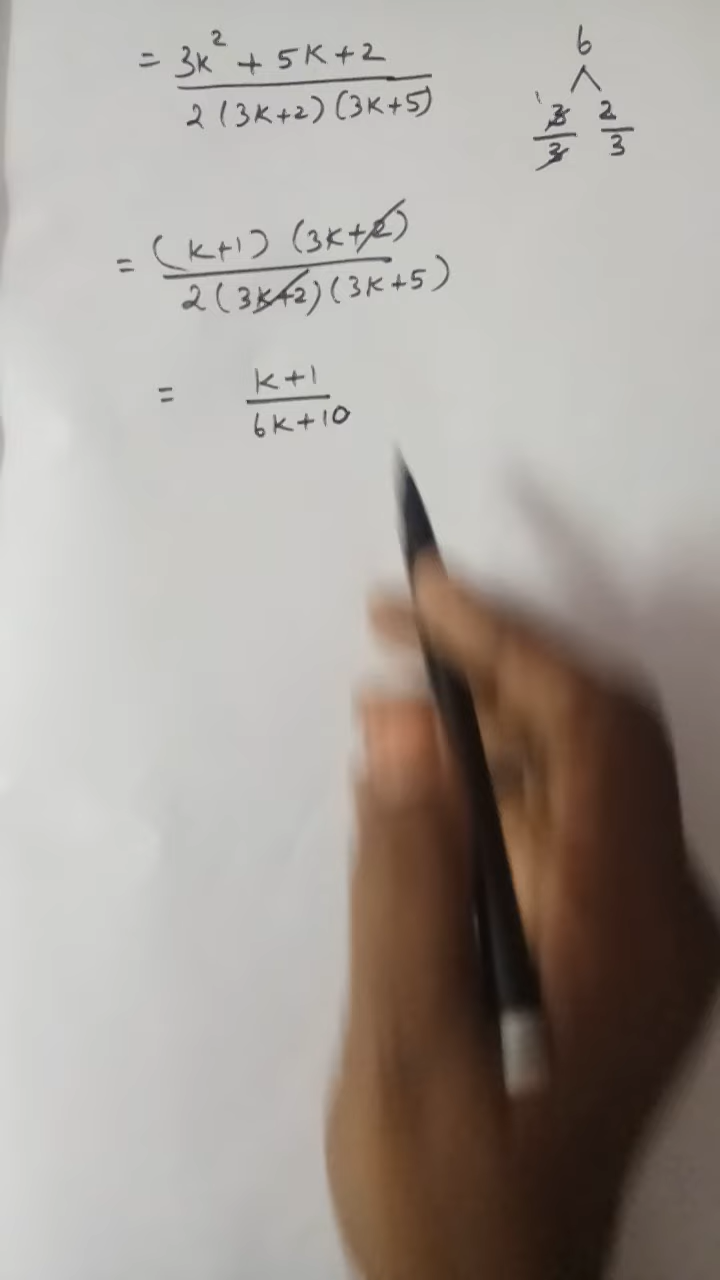 = 3k² + 5k + 2 / 2(3k+2)(3k+5)
6
3/3 2/3
= (k+1)(3k+2) / 2(3k+2)(3k+5)
= k+1 / 6k+10